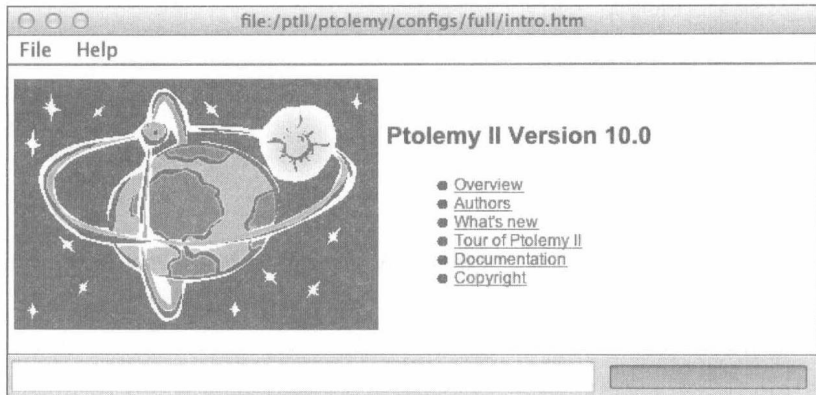 file:/ptII/ptolemy/configs/full/intro.htm
File Help
Ptolemy II Version 10.0
Overview
Authors
What's new
Tour of Ptolemy II
Documentation
Copyright